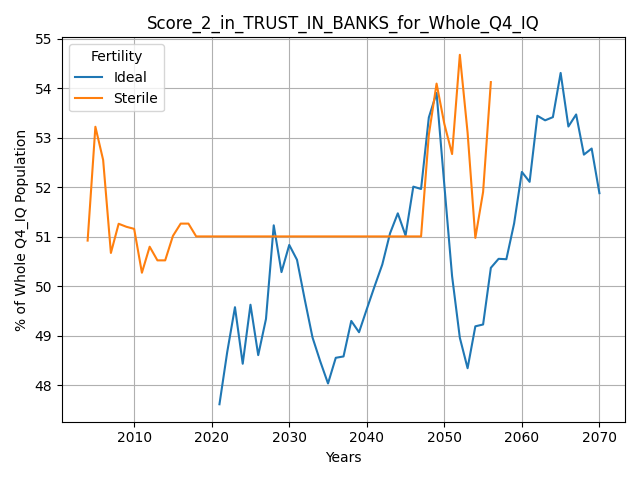 Score_2_in_TRUST_IN_BANKS_for_Whole_Q4_IQ
Fertility
Ideal
Sterile
% of Whole Q4_IQ Population
55
54
53
52
51
50
49
48
2010
2020
2030
2040
2050
2060
2070
Years